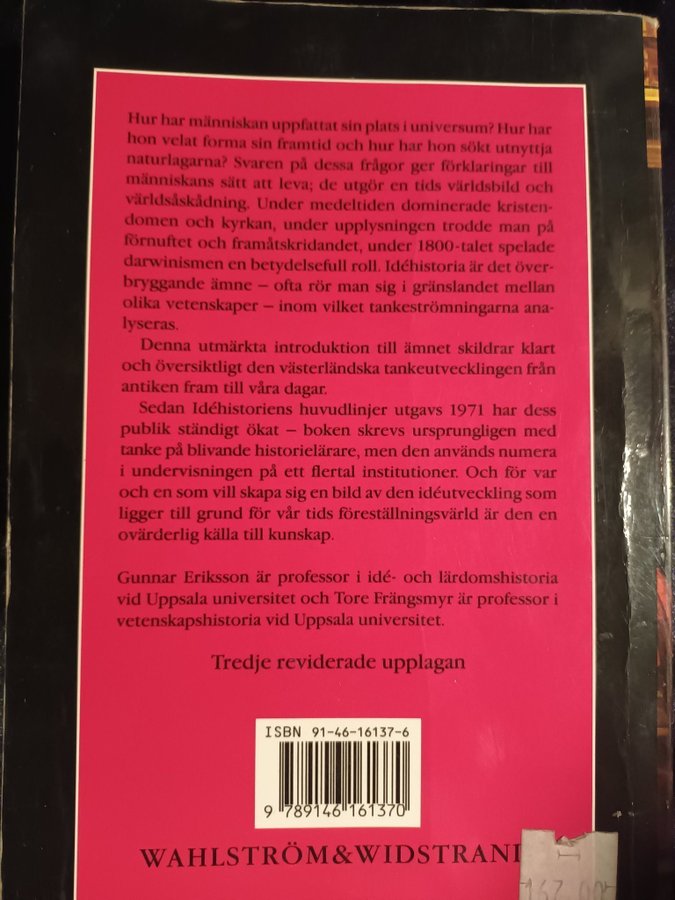 Hur har människan uppfattat sin plats i universum? Hur har
hon velat forma sin framtid och hur har hon sökt utnyttja
naturlagarna? Svaren på dessa frågor ger förklaringar till
människans sätt att leva; de utgör en tids världsbild och
världsåskådning. Under medeltiden dominerade kristen-
domen och kyrkan, under upplysningen trodde man på
förnuftet och framåtskridandet, under 1800-talet spelade
darwinismen en betydelsefull roll. Idéhistoria är det över-
bryggande ämne – ofta rör man sig i gränslandet mellan
olika vetenskaper – inom vilket tankeströmningarna ana-
lyseras.
Denna utmärkta introduktion till ämnet skildrar klart
och översiktligt den västerländska tankeutvecklingen från
antiken fram till våra dagar.
Sedan Idéhistoriens huvudlinjer utgavs 1971 har dess
publik ständigt ökat – boken skrevs ursprungligen med
tanke på blivande historielärare, men den används numera
i undervisningen på ett flertal institutioner. Och för var
och en som vill skapa sig en bild av den idéutveckling som
ligger till grund för vår tids föreställningsvärld är den en
ovärderlig källa till kunskap.
Gunnar Eriksson är professor i idé- och lärdomshistoria
vid Uppsala universitet och Tore Frängsmyr är professor i
vetenskapshistoria vid Uppsala universitet.
Tredje reviderade upplagan
ISBN 91-46-16137-6
9 789146 161370
WAHLSTRÖM&WIDSTRAND